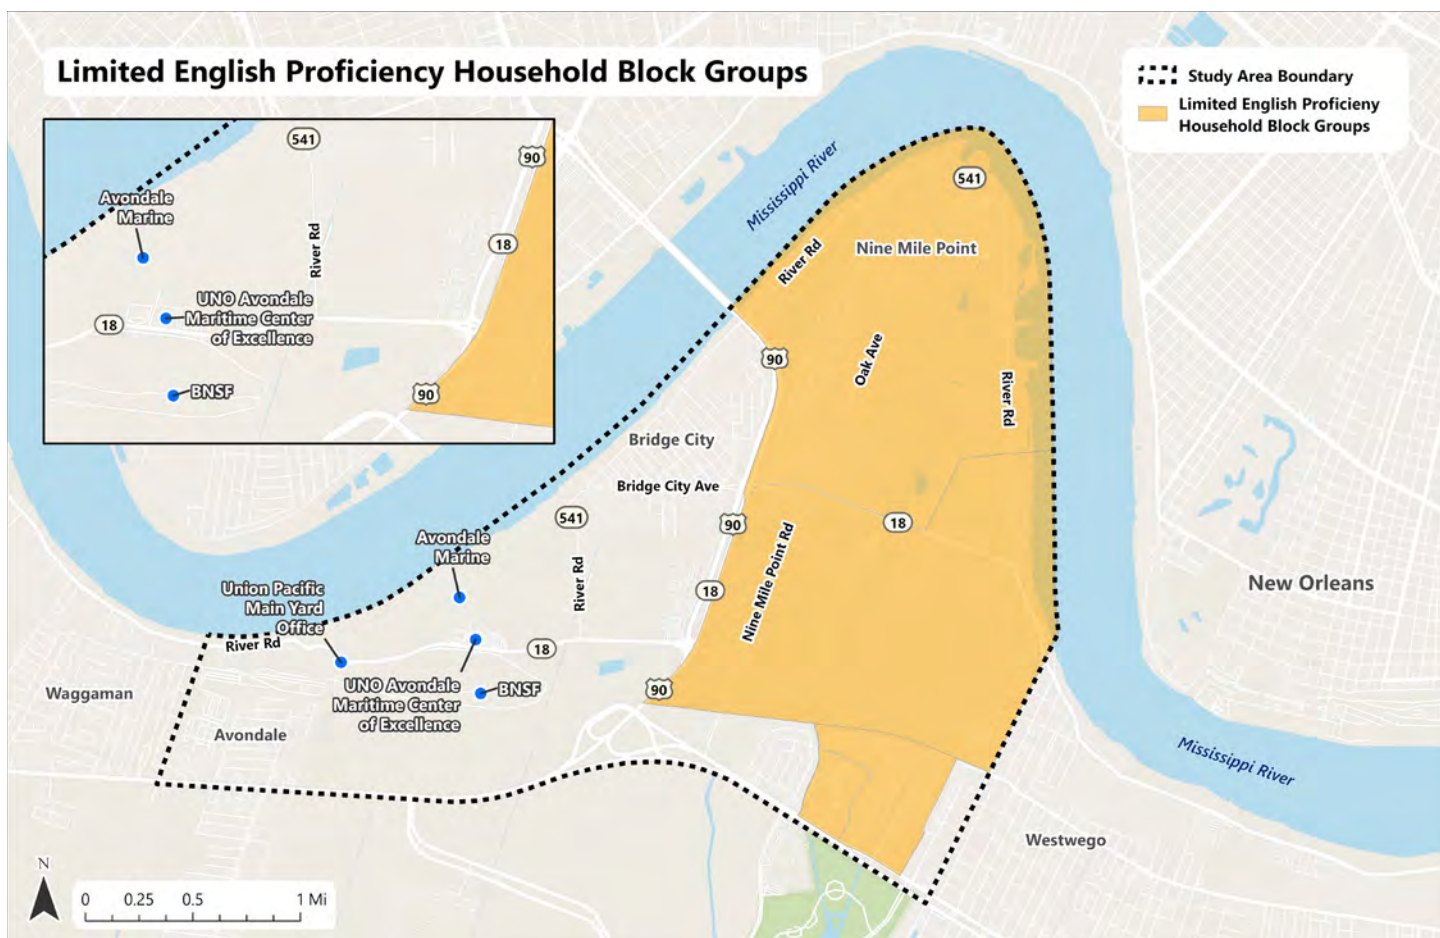 Limited English Proficiency Household Block Groups
Study Area Boundary
Limited English Proficieny
Household Block Groups
541
90
Avondale
Marine
18
River Rd
UNO Avondale
Maritime Center
of Excellence
18
90
BNSF
Mississippi River
541
Nine Mile Point
River Rd
90
Oak Ave
River Rd
Bridge City
Bridge City Ave
541
90
18
Nine Mile Point Rd
Avondale
Marine
New Orleans
Union Pacific
Main Yard
Office
River Rd
18
River Rd
18
UNO Avondale
Maritime Center
of Excellence
BNSF
90
Waggaman
Avondale
Mississippi River
Westwego
N
0 0.25 0.5 1 Mi